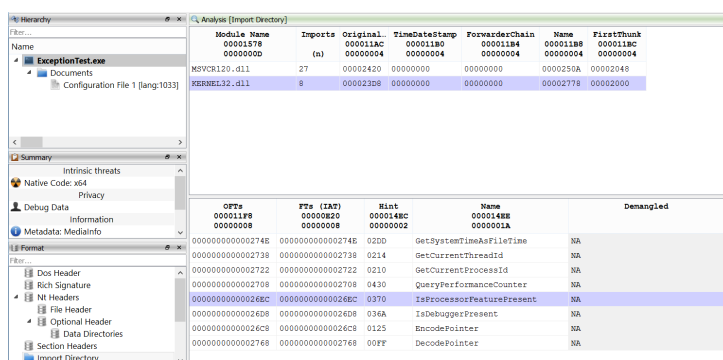 Hierarchy
Filter...
Name
ExceptionTest.exe
Documents
Configuration File 1 [lang:1033]
Summary
Intrinsic threats
Native Code: x64
Privacy
Debug Data
Information
Metadata: MediaInfo
Format
Filter...
Dos Header
Rich Signature
Nt Headers
File Header
Optional Header
Data Directories
Section Headers
Import Directory
Analysis [Import Directory]
Module Name Imports Original… TimeDateStamp ForwarderChain Name FirstThunk
00001578 000011AC 000011B0 000011B4 000011B8 000011BC
0000000D (n) 00000004 00000004 00000004 00000004 00000004
MSVCR120.dll 27 00002420 00000000 00000000 0000250A 00002048
KERNEL32.dll 8 000023D8 00000000 00000000 00002778 00002000
OFTs FTs (IAT) Hint Name Demangled
000011F8 00000E20 000014EC 000014EE
00000008 00000008 00000002 0000001A
000000000000274E 000000000000274E 02DD GetSystemTimeAsFileTime NA
0000000000002738 0000000000002738 0214 GetCurrentThreadId NA
0000000000002722 0000000000002722 0210 GetCurrentProcessId NA
0000000000002708 0000000000002708 0430 QueryPerformanceCounter NA
00000000000026EC 00000000000026EC 0370 IsProcessorFeaturePresent NA
00000000000026D8 00000000000026D8 036A IsDebuggerPresent NA
00000000000026C8 00000000000026C8 0125 EncodePointer NA
0000000000002768 0000000000002768 00FF DecodePointer NA